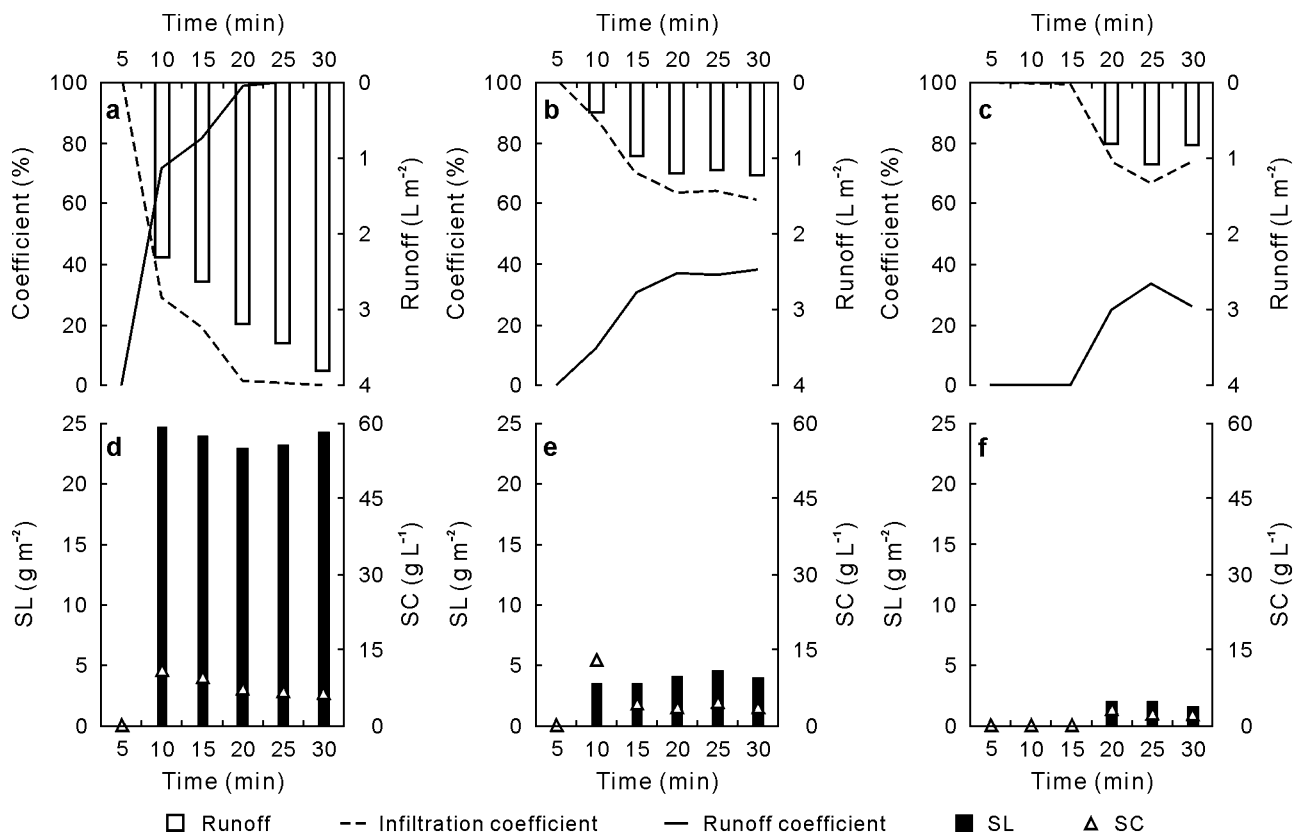 Time (min) Time (min) Time (min)
5 10 15 20 25 30 5 10 15 20 25 30 5 10 15 20 25 30
a b c
100 80 60 40 20 0
Coefficient (%)
0 1 2 3 4
Runoff (L m⁻²)
100 80 60 40 20 0
Coefficient (%)
0 1 2 3 4
Runoff (L m⁻²)
100 80 60 40 20 0
Coefficient (%)
0 1 2 3 4
Runoff (L m⁻²)
d e f
25 20 15 10 5 0
SL (g m⁻²)
60 45 30 15 0
SC (g L⁻¹)
25 20 15 10 5 0
SL (g m⁻²)
60 45 30 15 0
SC (g L⁻¹)
25 20 15 10 5 0
SL (g m⁻²)
60 45 30 15 0
SC (g L⁻¹)
5 10 15 20 25 30 5 10 15 20 25 30 5 10 15 20 25 30
Time (min) Time (min) Time (min)
Runoff Infiltration coefficient Runoff coefficient SL SC